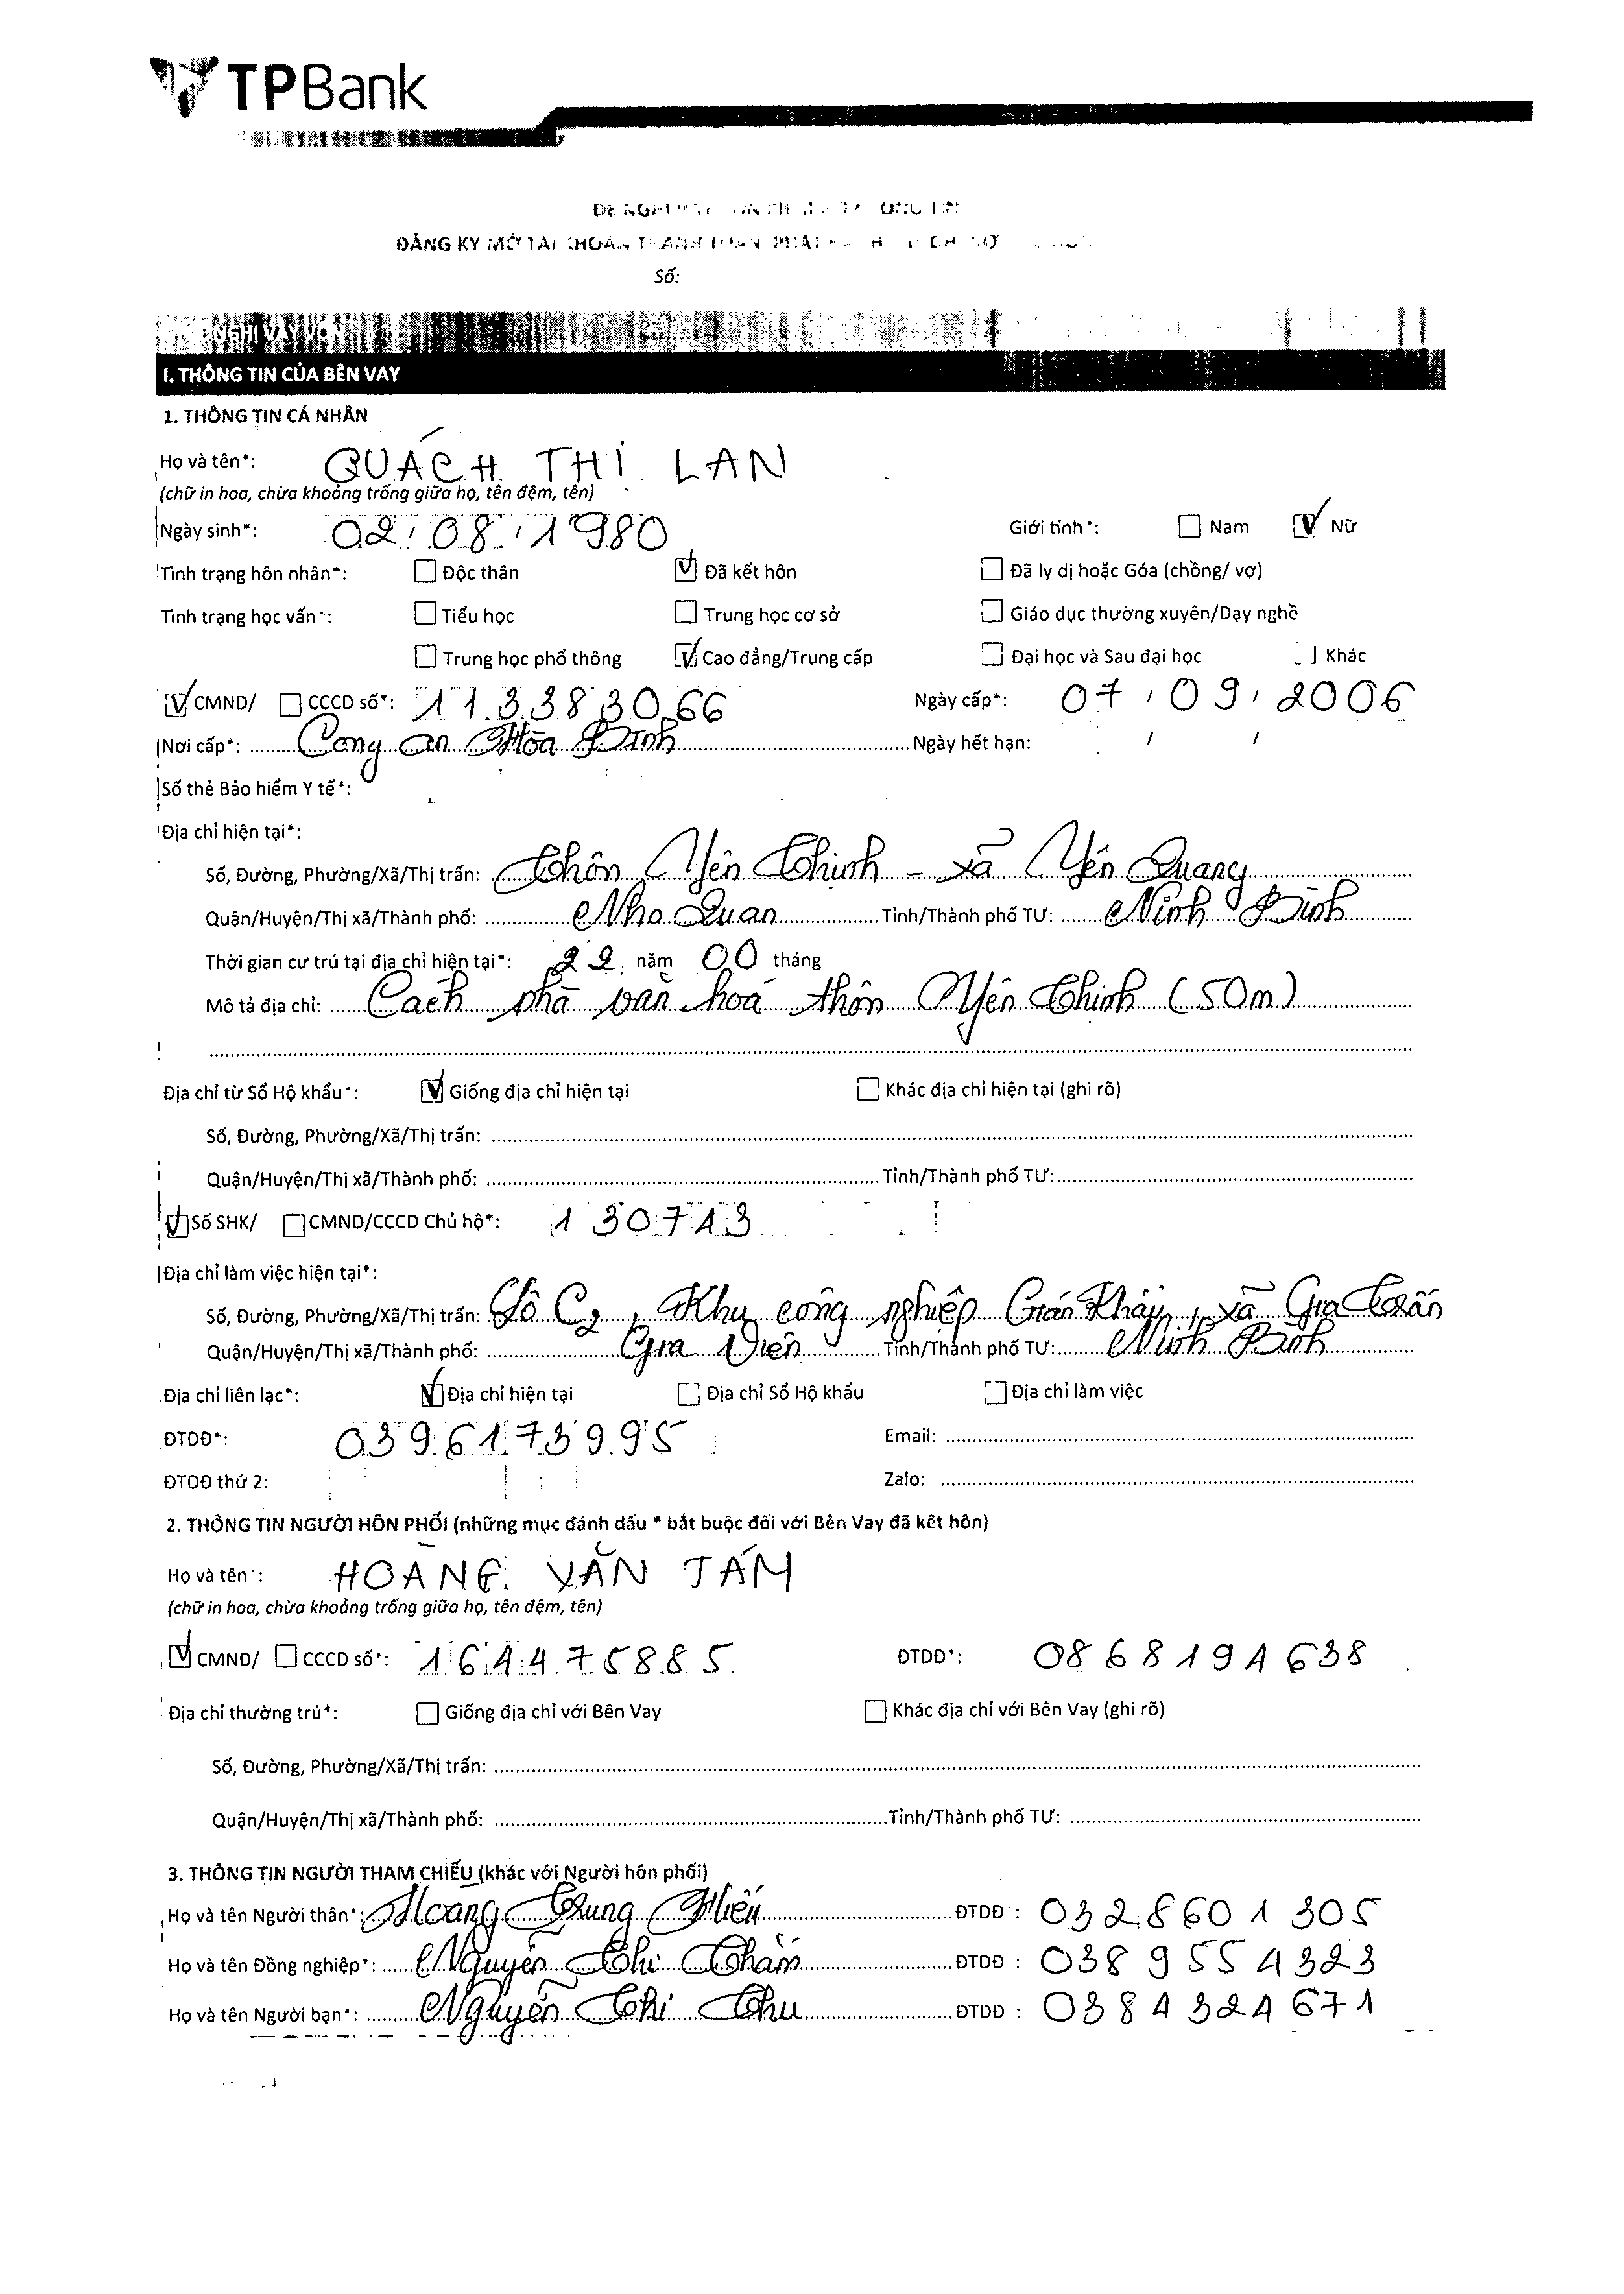 TPBank
ĐĂNG KÝ MỞ TÀI KHOẢN THANH TOÁN
Số:
NGHỊ VAY VỐN
I. THÔNG TIN CỦA BÊN VAY
1. THÔNG TIN CÁ NHÂN
Họ và tên*: QUÁCH THỊ LAN
(chữ in hoa, chừa khoảng trống giữa họ, tên đệm, tên)
Ngày sinh*: 02/08/1980 Giới tính*: Nam Nữ
Tình trạng hôn nhân*: Độc thân Đã kết hôn Đã ly dị hoặc Góa (chồng/ vợ)
Tình trạng học vấn*: Tiểu học Trung học cơ sở Giáo dục thường xuyên/Dạy nghề
Trung học phổ thông Cao đẳng/Trung cấp Đại học và Sau đại học Khác
CMND/ CCCD số*: 113383066 Ngày cấp*: 07/09/2006
Nơi cấp*: Công an Hòa Bình Ngày hết hạn: / /
Số thẻ Bảo hiểm Y tế*:
Địa chỉ hiện tại*:
Số, Đường, Phường/Xã/Thị trấn: Thôn Yên Thịnh - xã Yên Quang
Quận/Huyện/Thị xã/Thành phố: Nho Quan Tỉnh/Thành phố TƯ: Ninh Bình
Thời gian cư trú tại địa chỉ hiện tại*: 22 năm 00 tháng
Mô tả địa chỉ: Cách nhà văn hoá thôn Yên Thịnh (50m)
Địa chỉ từ Sổ Hộ khẩu*: Giống địa chỉ hiện tại Khác địa chỉ hiện tại (ghi rõ)
Số, Đường, Phường/Xã/Thị trấn:
Quận/Huyện/Thị xã/Thành phố: Tỉnh/Thành phố TƯ:
Số SHK/ CMND/CCCD Chủ hộ*: 130713
Địa chỉ làm việc hiện tại*:
Số, Đường, Phường/Xã/Thị trấn: Lô C2, Khu công nghiệp Gián Khẩu, xã Gia Trấn
Quận/Huyện/Thị xã/Thành phố: Gia Viễn Tỉnh/Thành phố TƯ: Ninh Bình
Địa chỉ liên lạc*: Địa chỉ hiện tại Địa chỉ Sổ Hộ khẩu Địa chỉ làm việc
ĐTDĐ*: 0396173995 Email:
ĐTDĐ thứ 2: Zalo:
2. THÔNG TIN NGƯỜI HÔN PHỐI (những mục đánh dấu * bắt buộc đối với Bên Vay đã kết hôn)
Họ và tên*: HOÀNG VĂN TÁM
(chữ in hoa, chừa khoảng trống giữa họ, tên đệm, tên)
CMND/ CCCD số*: 164475885 ĐTDĐ*: 0868194638
Địa chỉ thường trú*: Giống địa chỉ với Bên Vay Khác địa chỉ với Bên Vay (ghi rõ)
Số, Đường, Phường/Xã/Thị trấn:
Quận/Huyện/Thị xã/Thành phố: Tỉnh/Thành phố TƯ:
3. THÔNG TIN NGƯỜI THAM CHIẾU (khác với Người hôn phối)
Họ và tên Người thân*: Hoàng Trung Hiếu ĐTDĐ : 0328601305
Họ và tên Đồng nghiệp*: Nguyễn Thị Thắm ĐTDĐ : 0389554323
Họ và tên Người bạn*: Nguyễn Thị Thu ĐTDĐ : 0384324671